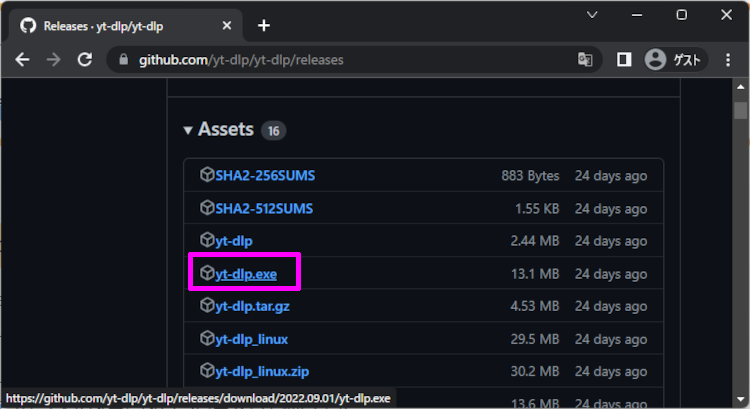 Releases · yt-dlp/yt-dlp
github.com/yt-dlp/yt-dlp/releases
ゲスト
Assets 16
SHA2-256SUMS 883 Bytes 24 days ago
SHA2-512SUMS 1.55 KB 24 days ago
yt-dlp 2.44 MB 24 days ago
yt-dlp.exe 13.1 MB 24 days ago
yt-dlp.tar.gz 4.53 MB 24 days ago
yt-dlp_linux 29.5 MB 24 days ago
yt-dlp_linux.zip 30.2 MB 24 days ago
13.6 MB 24 days ago
https://github.com/yt-dlp/yt-dlp/releases/download/2022.09.01/yt-dlp.exe